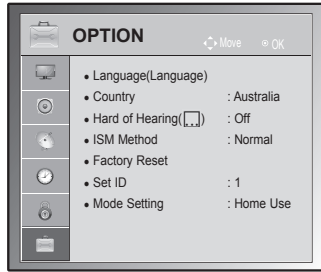 OPTION
Move
OK
• Language(Language)
• Country : Australia
• Hard of Hearing( ) : Off
• ISM Method : Normal
• Factory Reset
• Set ID : 1
• Mode Setting : Home Use